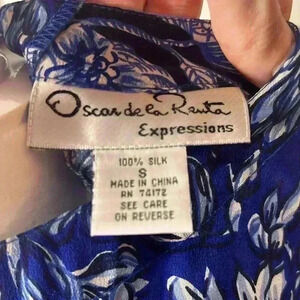 Oscar de la Renta
Expressions
100% SILK
S
MADE IN CHINA
RN 74172
SEE CARE
ON REVERSE